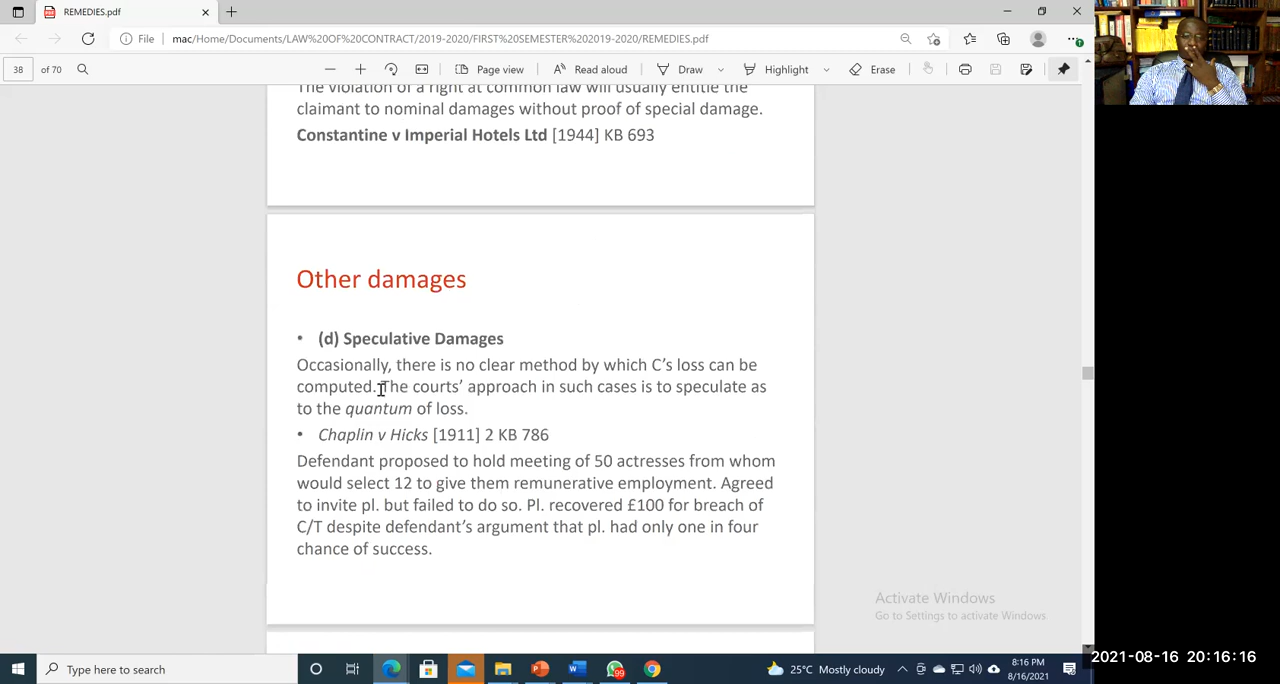 REMEDIES.pdf
File
mac/Home/Documents/LAW%20OF%20CONTRACT/2019-2020/FIRST%20SEMESTER%202019-2020/REMEDIES.pdf
38 of 70
Page view
Read aloud
Draw
Highlight
Erase
The violation of a right at common law will usually entitle the
claimant to nominal damages without proof of special damage.
Constantine v Imperial Hotels Ltd [1944] KB 693
Other damages
• (d) Speculative Damages
Occasionally, there is no clear method by which C's loss can be
computed. The courts' approach in such cases is to speculate as
to the quantum of loss.
• Chaplin v Hicks [1911] 2 KB 786
Defendant proposed to hold meeting of 50 actresses from whom
would select 12 to give them remunerative employment. Agreed
to invite pl. but failed to do so. Pl. recovered £100 for breach of
C/T despite defendant's argument that pl. had only one in four
chance of success.
Activate Windows
Go to Settings to activate Windows.
Type here to search
99
25°C Mostly cloudy
8:16 PM
8/16/2021
2021-08-16 20:16:16